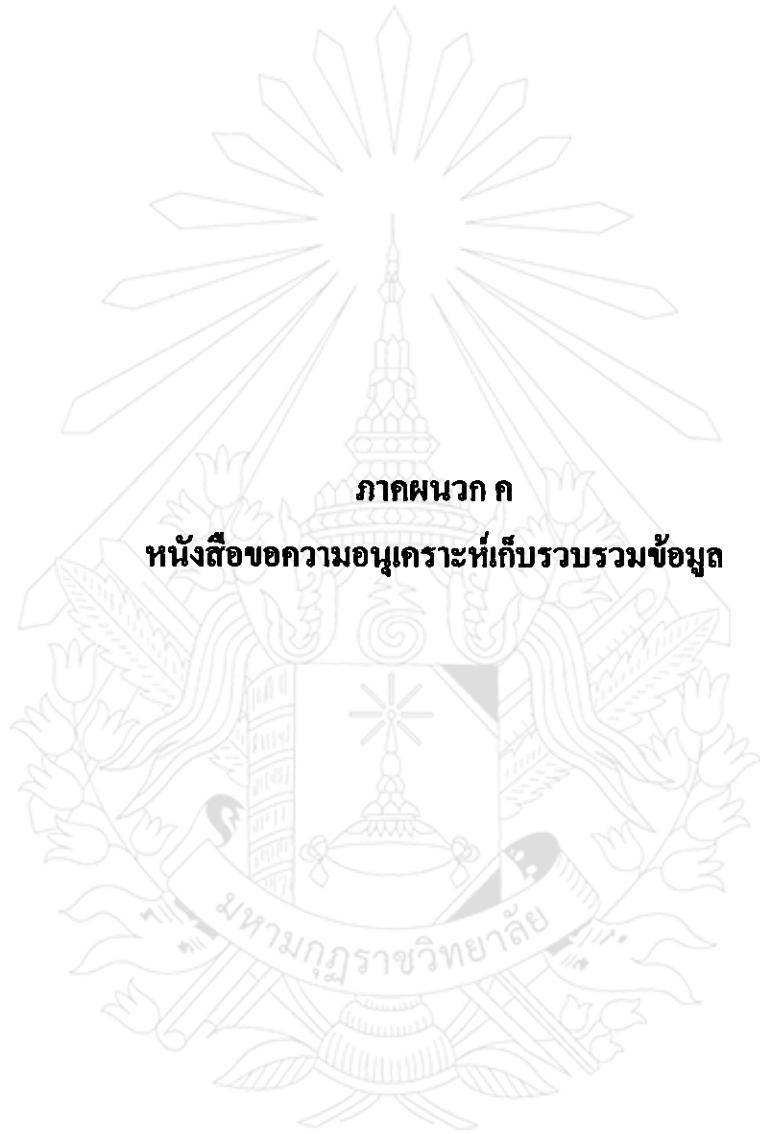 ภาคผนวก ค
หนังสือขอความอนุเคราะห์เก็บรวบรวมข้อมูล
มหามกุฏราชวิทยาลัย